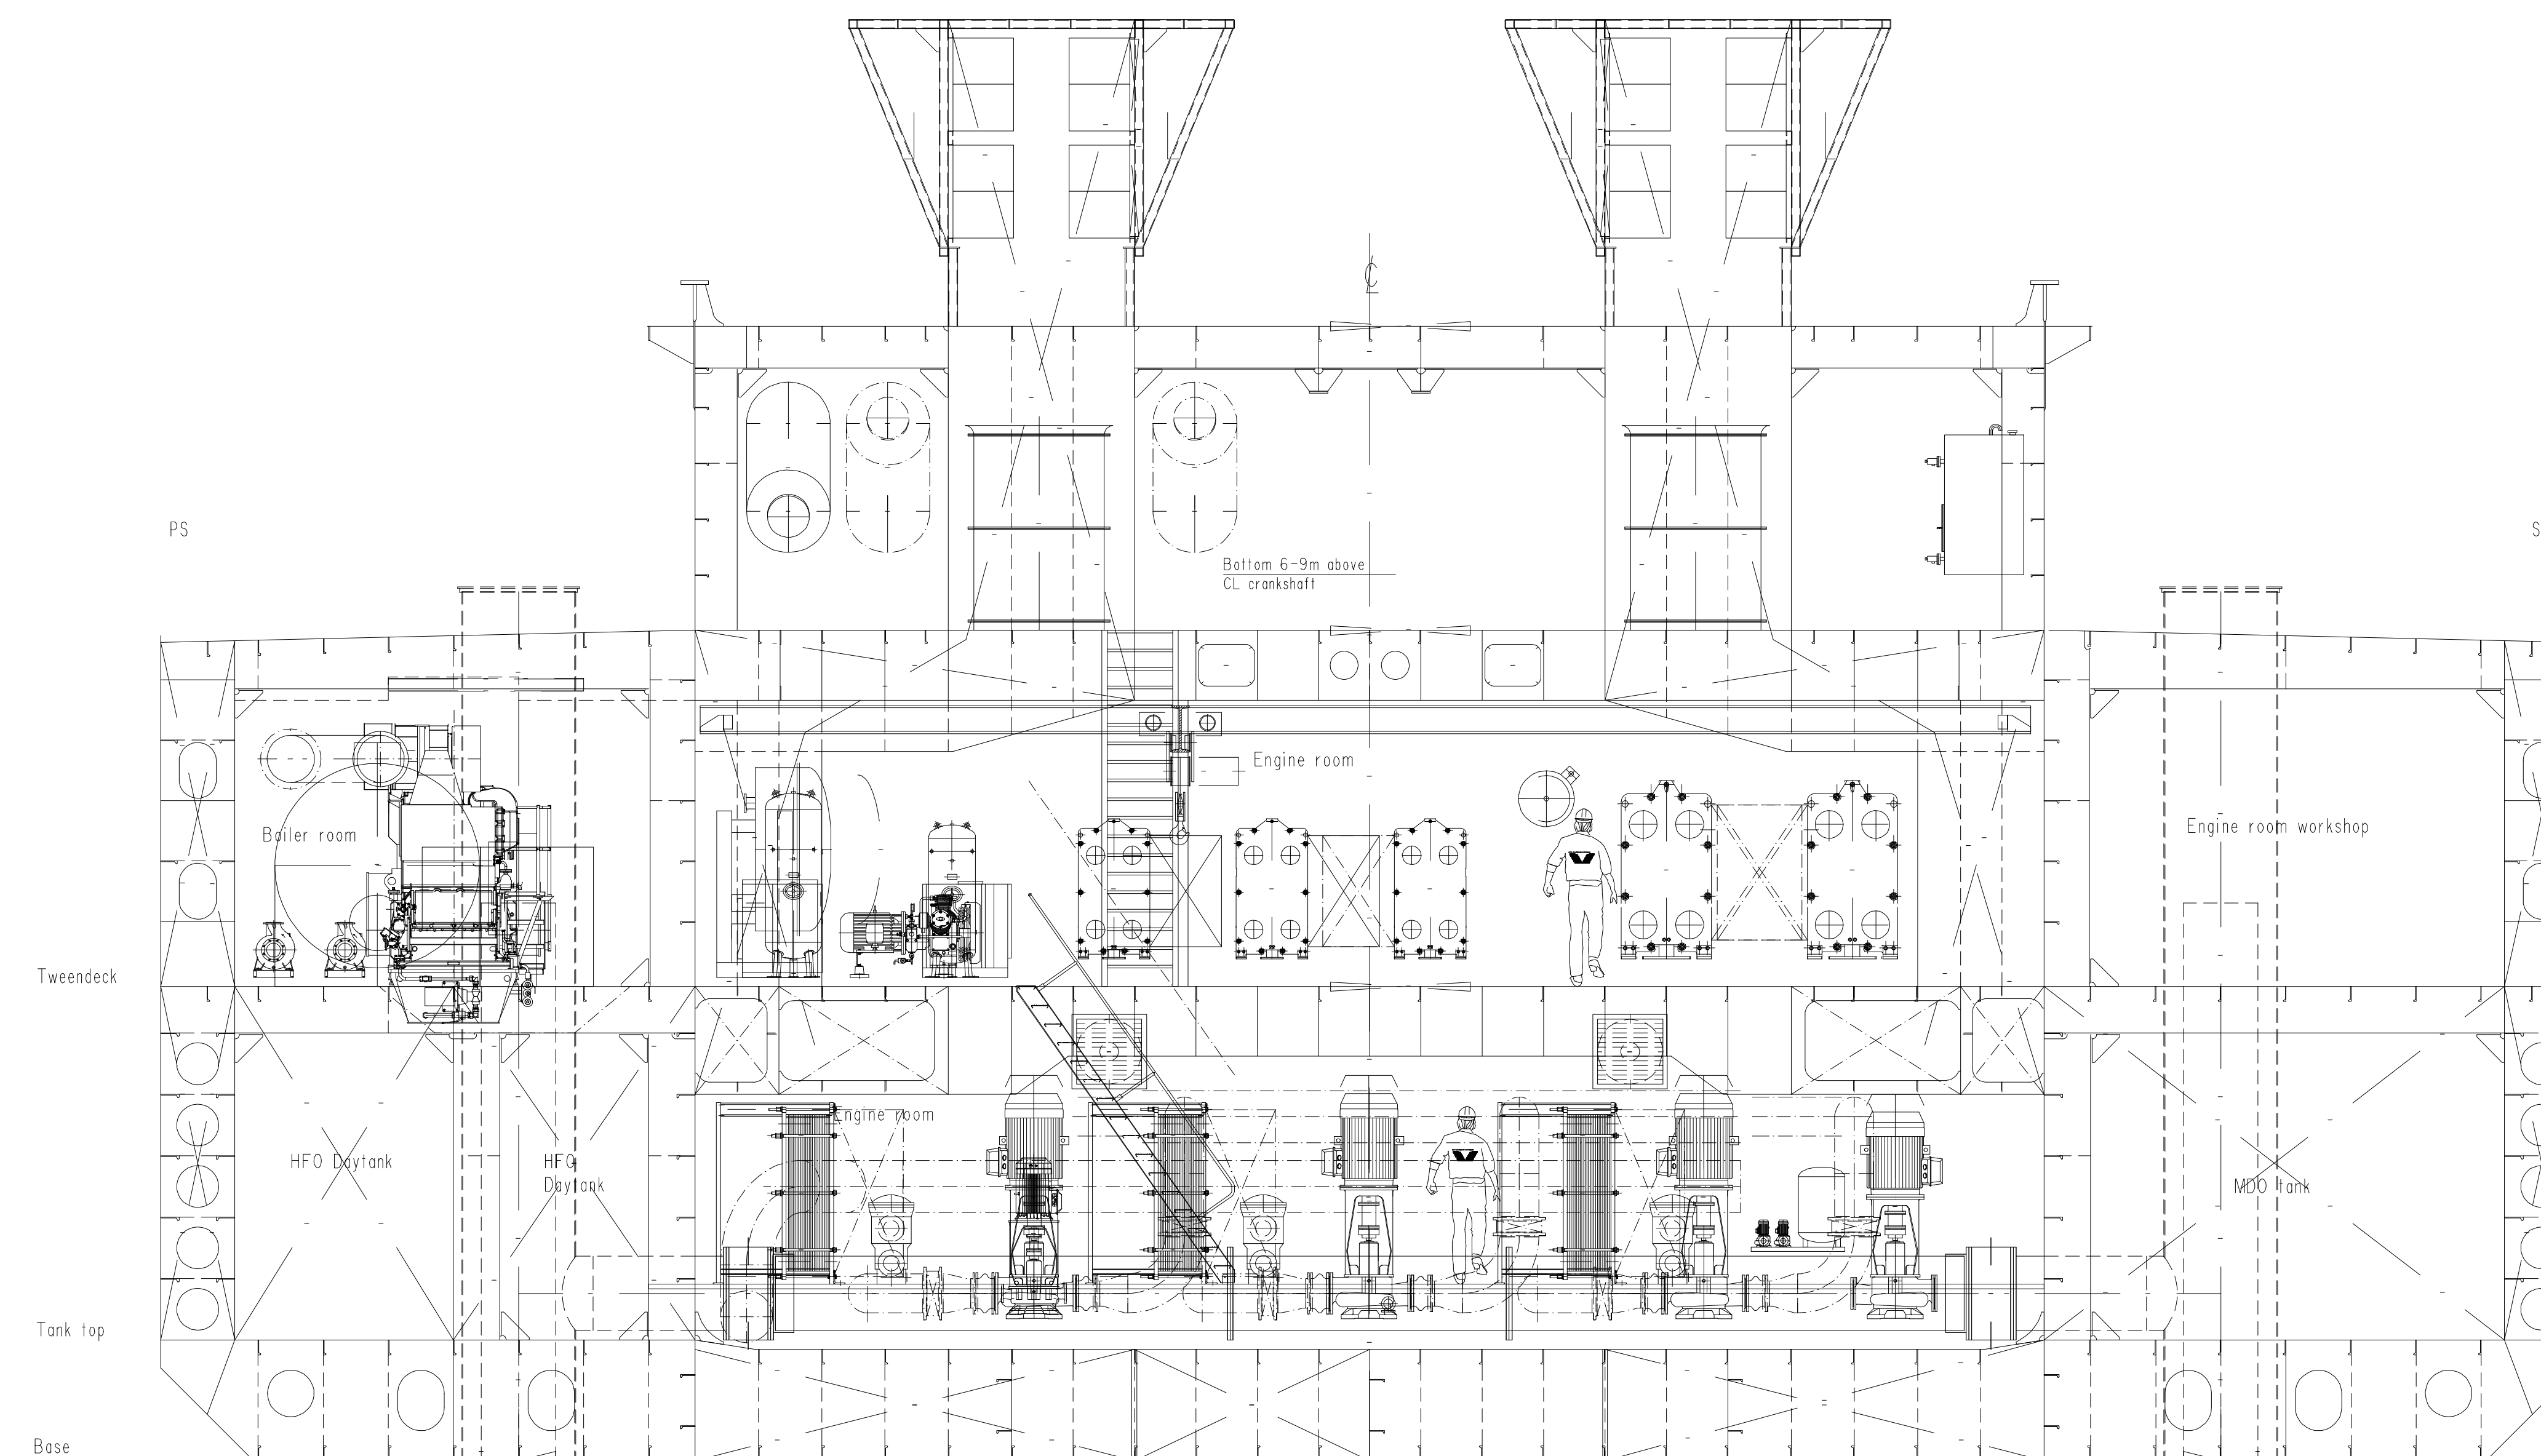 ℄
PS
S
Bottom 6-9m above
CL crankshaft
Engine room
Boiler room
Engine room workshop
Tweendeck
Engine room
HFO Daytank
HFO
Daytank
MDO tank
Tank top
Base